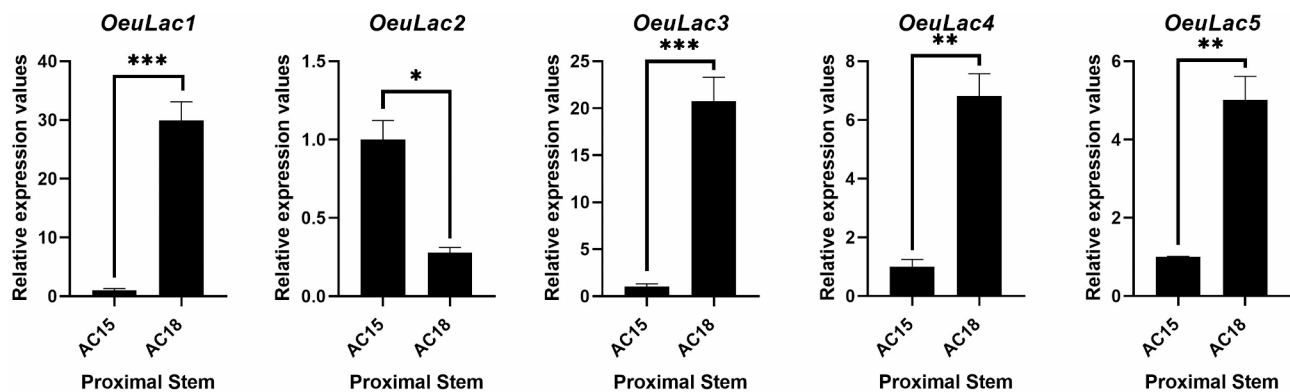 OeuLac1
Relative expression values
40
30
20
10
0
***
AC15
AC18
Proximal Stem
OeuLac2
Relative expression values
1.5
1.0
0.5
0.0
*
AC15
AC18
Proximal Stem
OeuLac3
Relative expression values
25
20
15
10
5
0
***
AC15
AC18
Proximal Stem
OeuLac4
Relative expression values
8
6
4
2
0
**
AC15
AC18
Proximal Stem
OeuLac5
Relative expression values
6
4
2
0
**
AC15
AC18
Proximal Stem